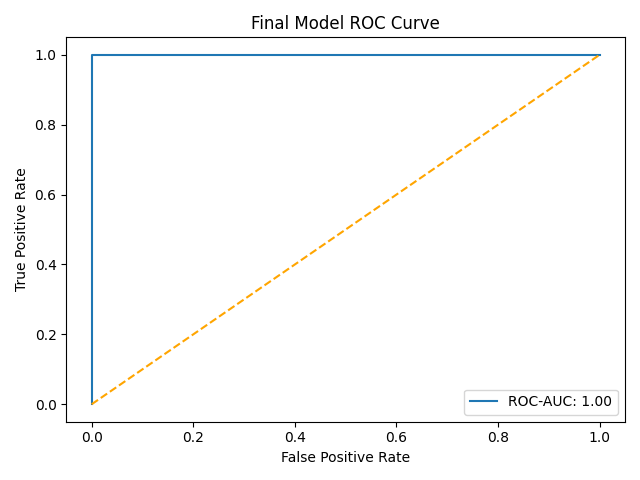 Final Model ROC Curve
1.0
0.8
0.6
0.4
0.2
0.0
True Positive Rate
ROC-AUC: 1.00
0.0 0.2 0.4 0.6 0.8 1.0
False Positive Rate